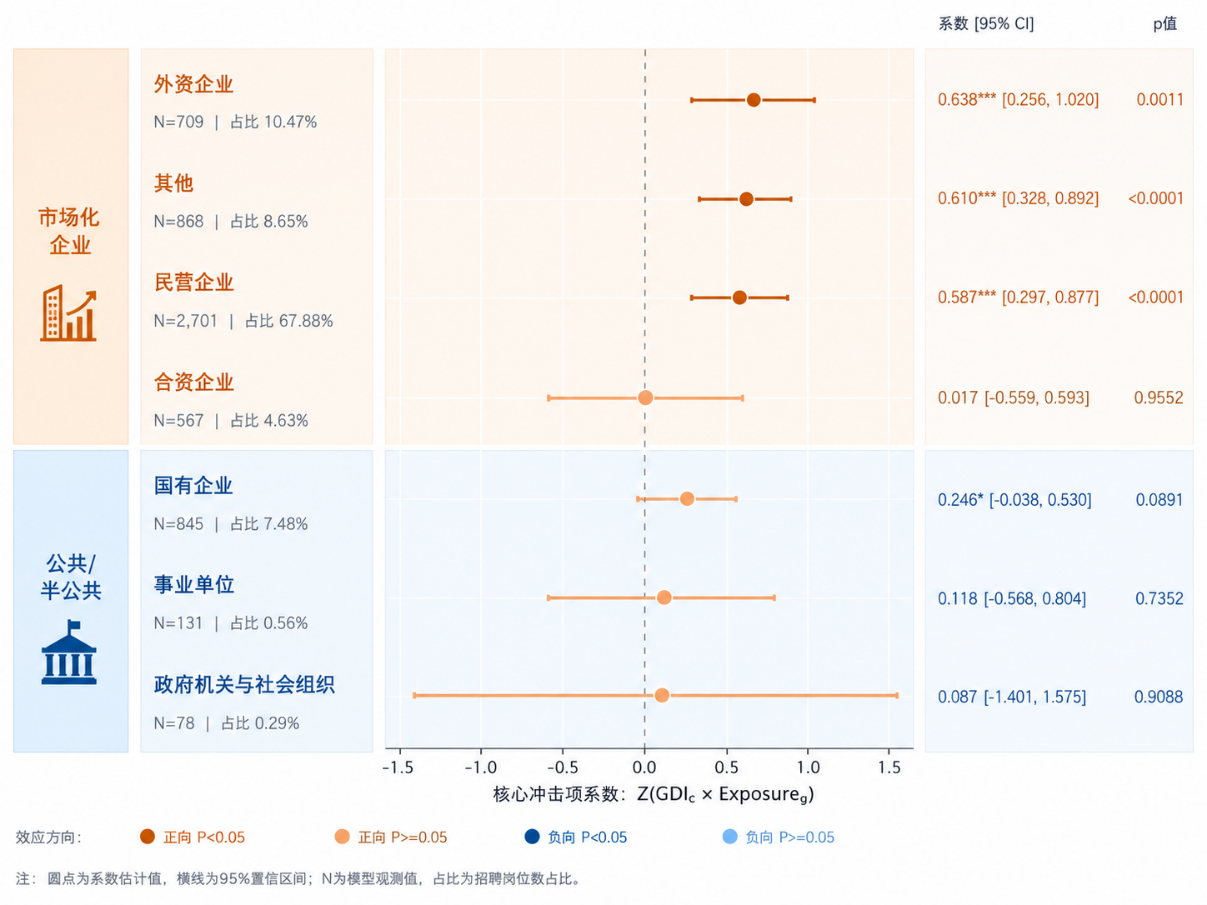 系数 [95% CI] p值
市场化
企业
外资企业
N=709 | 占比 10.47%
0.638*** [0.256, 1.020] 0.0011
其他
N=868 | 占比 8.65%
0.610*** [0.328, 0.892] <0.0001
民营企业
N=2,701 | 占比 67.88%
0.587*** [0.297, 0.877] <0.0001
合资企业
N=567 | 占比 4.63%
0.017 [-0.559, 0.593] 0.9552
公共/
半公共
国有企业
N=845 | 占比 7.48%
0.246* [-0.038, 0.530] 0.0891
事业单位
N=131 | 占比 0.56%
0.118 [-0.568, 0.804] 0.7352
政府机关与社会组织
N=78 | 占比 0.29%
0.087 [-1.401, 1.575] 0.9088
-1.5 -1.0 -0.5 0.0 0.5 1.0 1.5
核心冲击项系数：Z(GDIc × Exposureg)
效应方向： 正向 P<0.05 正向 P>=0.05 负向 P<0.05 负向 P>=0.05
注： 圆点为系数估计值，横线为95%置信区间；N为模型观测值，占比为招聘岗位数占比。